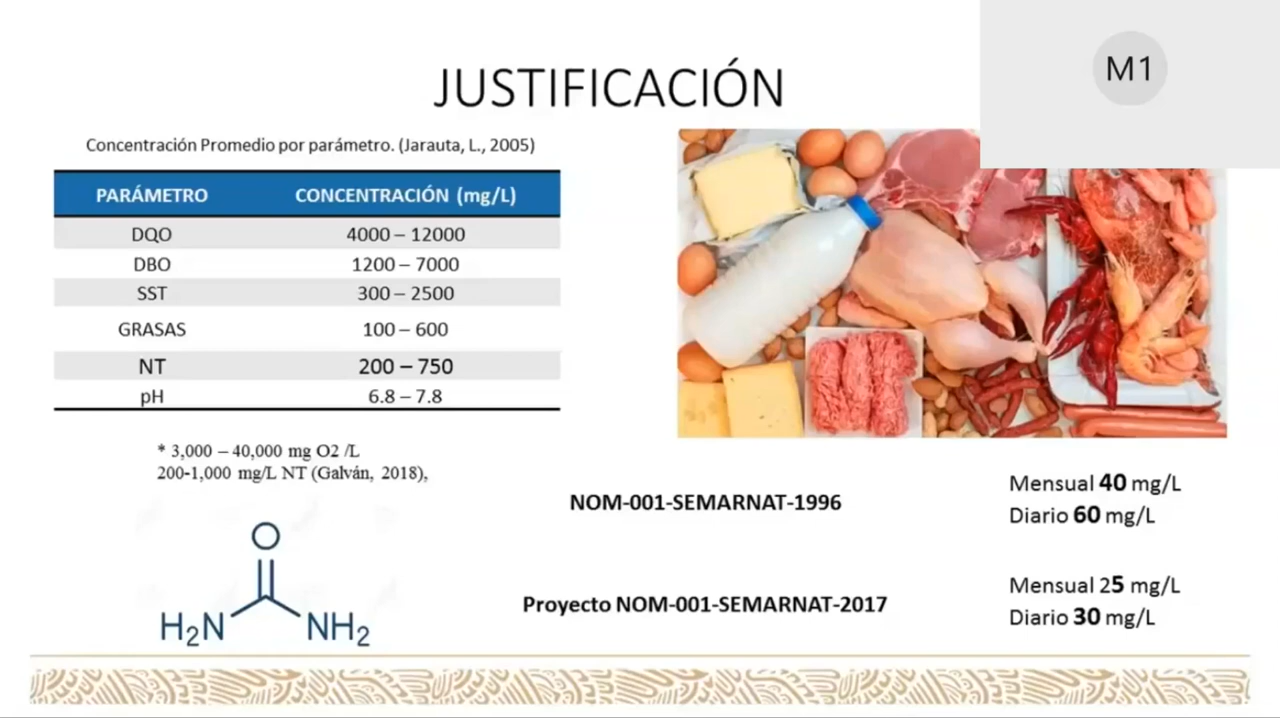 M1
JUSTIFICACIÓN
Concentración Promedio por parámetro. (Jarauta, L., 2005)
PARÁMETRO CONCENTRACIÓN (mg/L)
DQO 4000 – 12000
DBO 1200 – 7000
SST 300 – 2500
GRASAS 100 – 600
NT 200 – 750
pH 6.8 – 7.8
* 3,000 – 40,000 mg O2 /L
200-1,000 mg/L NT (Galván, 2018),
O
H₂N NH₂
NOM-001-SEMARNAT-1996
Mensual 40 mg/L
Diario 60 mg/L
Proyecto NOM-001-SEMARNAT-2017
Mensual 25 mg/L
Diario 30 mg/L